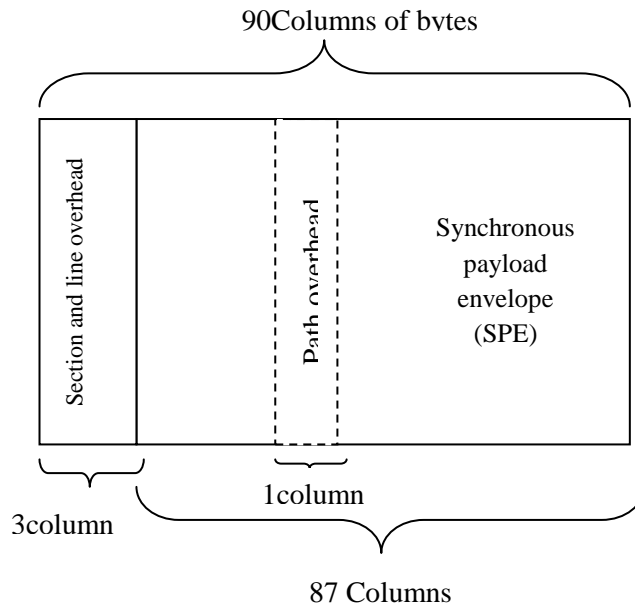 90Columns of bytes
Section and line overhead
Path overhead
Synchronous
payload
envelope
(SPE)
1column
3column
87 Columns